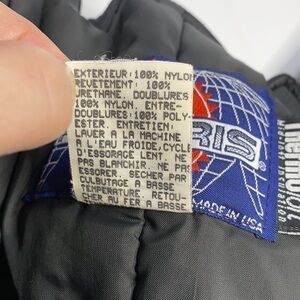 EXTERIEUR:100% NYLON
REVETEMENT: 100%
URETHANE. DOUBLURES
100% NYLON. ENTRE-
DOUBLURES:100% POLY-
ESTER. ENTRETIEN:
LAVER A LA MACHINE
A L'EAU FROIDE,CYCLE
D'ESSORAGE LENT. NE
PAS BLANCHIR. NE PAS
ESSORER. SECHER PAR
CULBUTAGE A BASSE
TEMPERATURE. RETOU-
CHER AU FER A BASSE
RIS
MADE IN USA